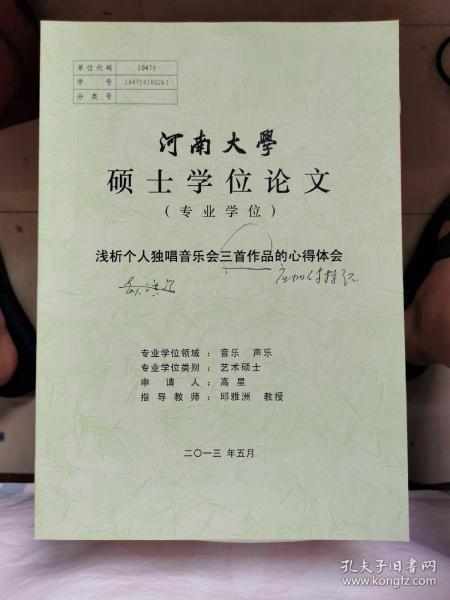 单位代码 10475
学号 104754100261
分类号
河南大學
硕士学位论文
（专业学位）
浅析个人独唱音乐会三首作品的心得体会
专业学位领域：音乐 声乐
专业学位类别：艺术硕士
申请人：高星
指导教师：邱雅洲 教授
二〇一三 年五月
孔夫子旧书网
www.kongfz.com